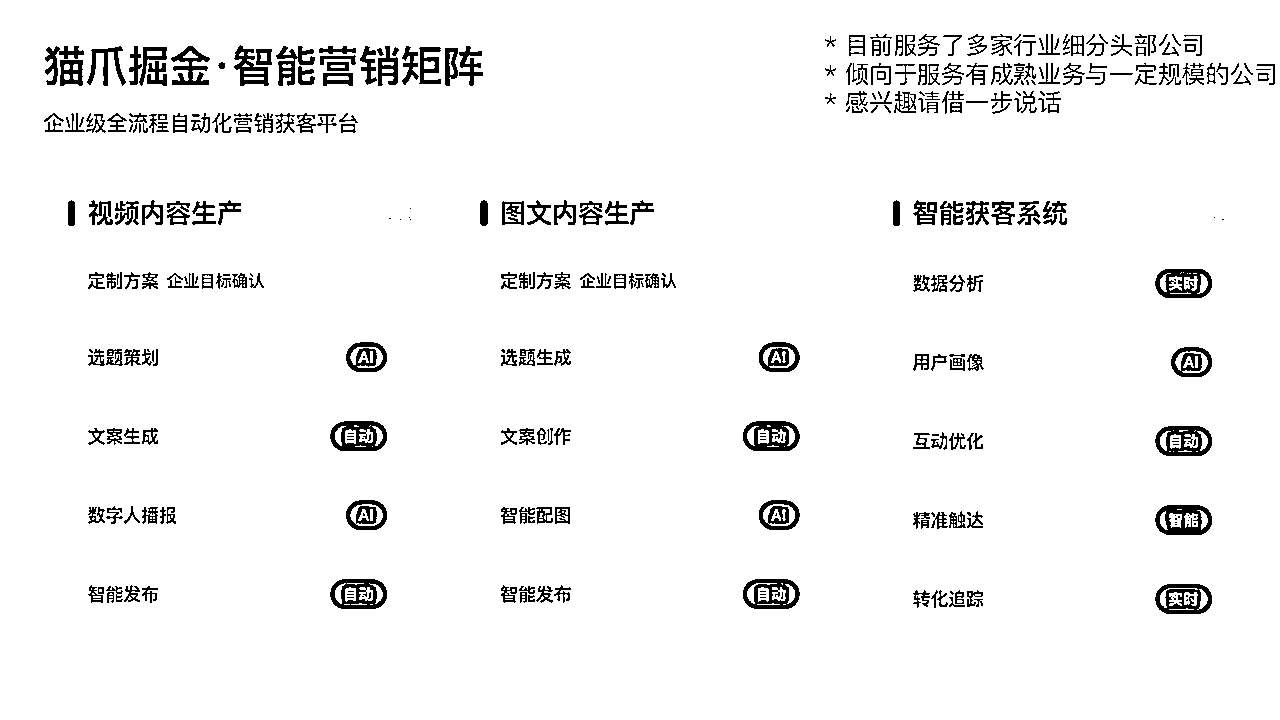 猫爪掘金·智能营销矩阵
企业级全流程自动化营销获客平台
* 目前服务了多家行业细分头部公司
* 倾向于服务有成熟业务与一定规模的公司
* 感兴趣请借一步说话
视频内容生产
定制方案 企业目标确认
选题策划 AI
文案生成 自动
数字人播报 AI
智能发布 自动
图文内容生产
定制方案 企业目标确认
选题生成 AI
文案创作 自动
智能配图 AI
智能发布 自动
智能获客系统
数据分析 实时
用户画像 AI
互动优化 自动
精准触达 智能
转化追踪 实时